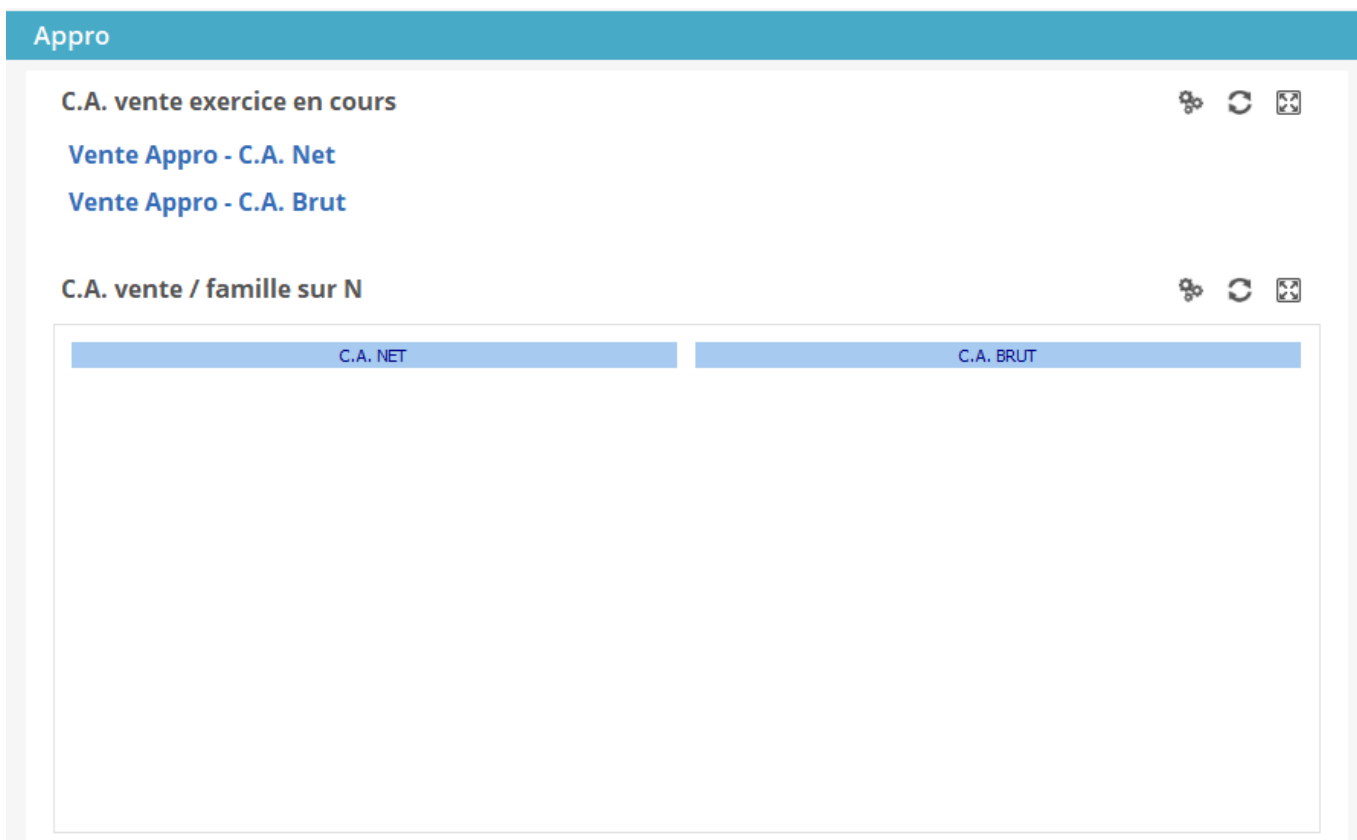 Appro
C.A. vente exercice en cours
Vente Appro - C.A. Net
Vente Appro - C.A. Brut
C.A. vente / famille sur N
C.A. NET C.A. BRUT